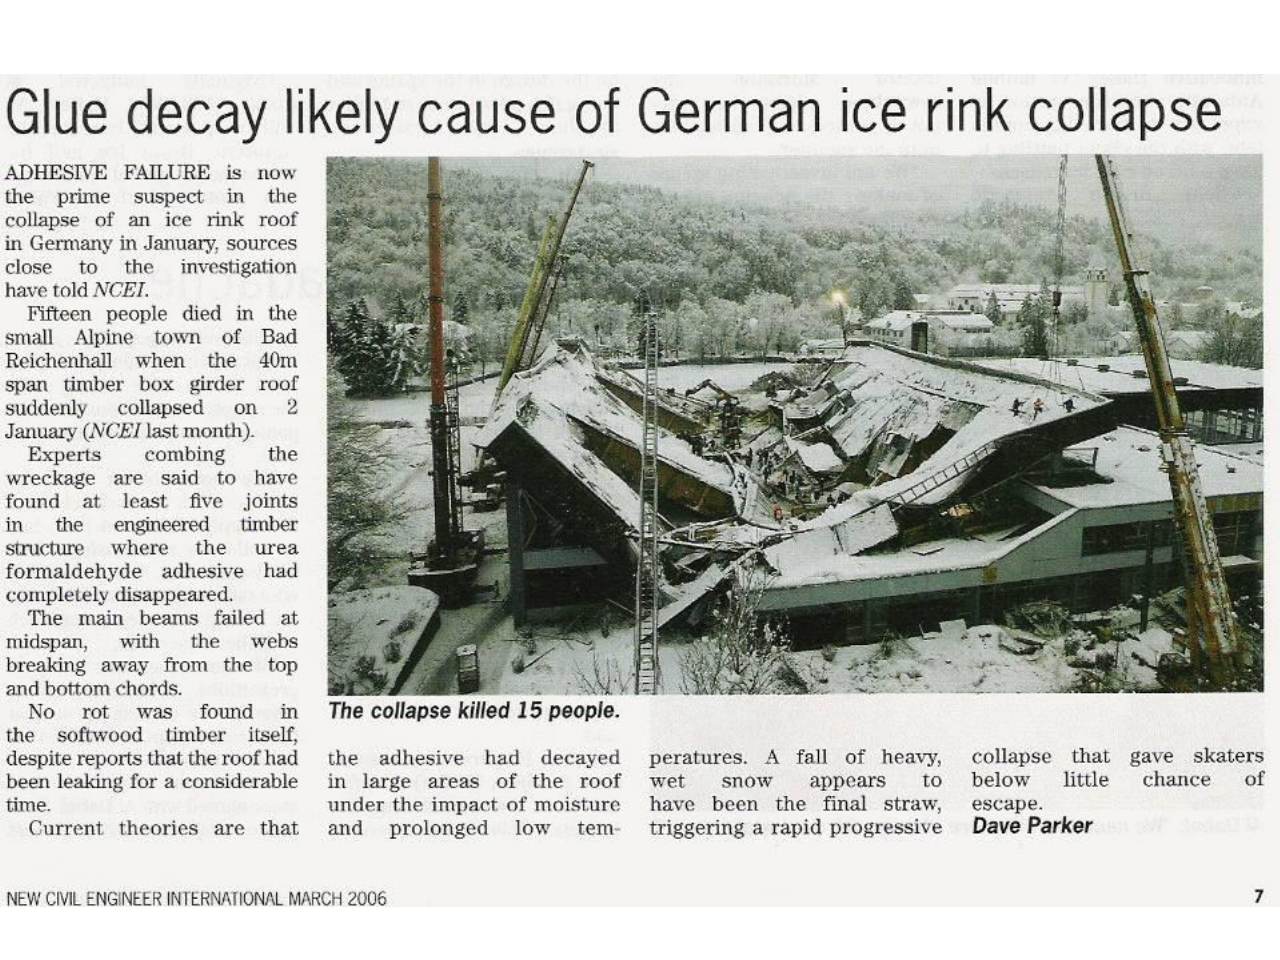 Glue decay likely cause of German ice rink collapse
ADHESIVE FAILURE is now
the prime suspect in the
collapse of an ice rink roof
in Germany in January, sources
close to the investigation
have told NCEI.
Fifteen people died in the
small Alpine town of Bad
Reichenhall when the 40m
span timber box girder roof
suddenly collapsed on 2
January (NCEI last month).
Experts combing the
wreckage are said to have
found at least five joints
in the engineered timber
structure where the urea
formaldehyde adhesive had
completely disappeared.
The main beams failed at
midspan, with the webs
breaking away from the top
and bottom chords.
No rot was found in
the softwood timber itself,
despite reports that the roof had
been leaking for a considerable
time.
Current theories are that
The collapse killed 15 people.
the adhesive had decayed
in large areas of the roof
under the impact of moisture
and prolonged low tem-
peratures. A fall of heavy,
wet snow appears to
have been the final straw,
triggering a rapid progressive
collapse that gave skaters
below little chance of
escape.
Dave Parker
NEW CIVIL ENGINEER INTERNATIONAL MARCH 2006
7